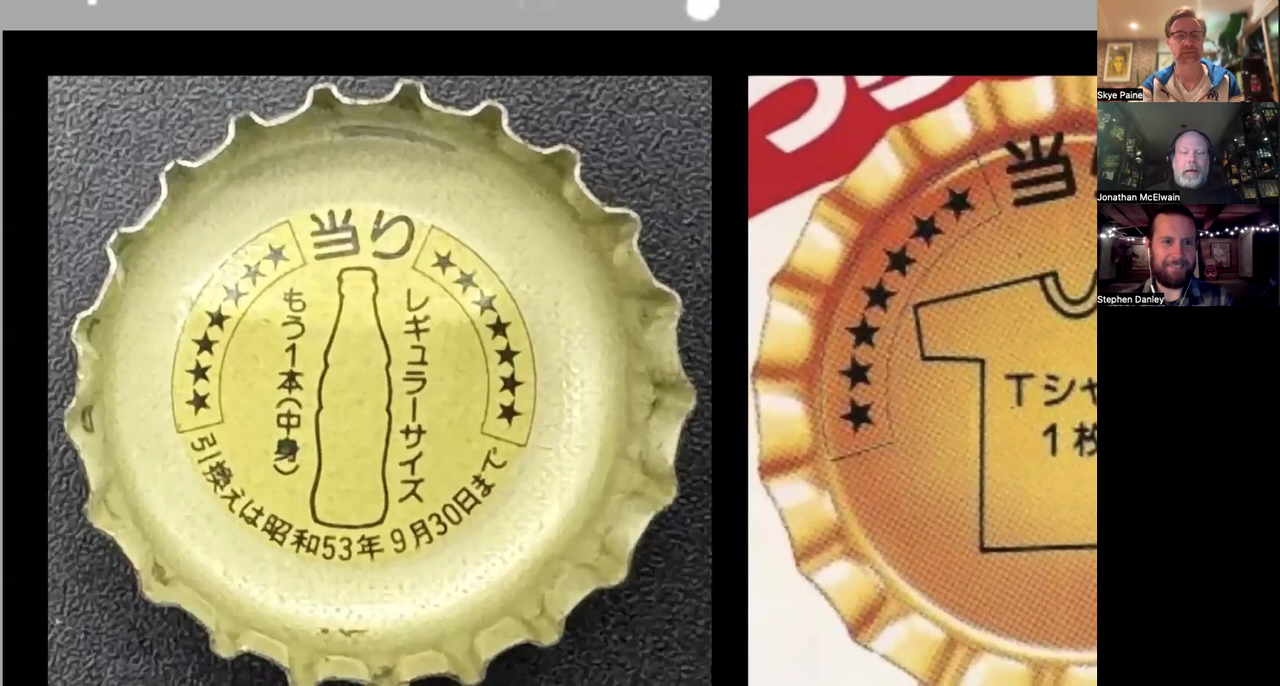 当り
レギュラーサイズ
もう1本(中身)
引換えは昭和53年9月30日まで
当
Tシャ
1枚
Skye Paine
Jonathan McElwain
Stephen Danley